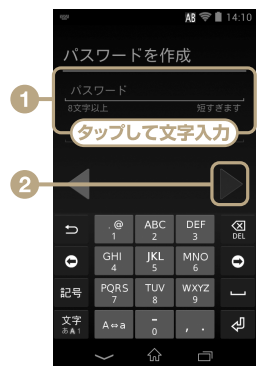 AB 14:10
パスワードを作成
1
パスワード
8文字以上 短すぎます
タップして文字入力
2
.@ ABC DEF
1 2 3 DEL
GHI JKL MNO
4 5 6
記号 PQRS TUV WXYZ
7 8 9
文字 A⇔a - , .
あA1 0